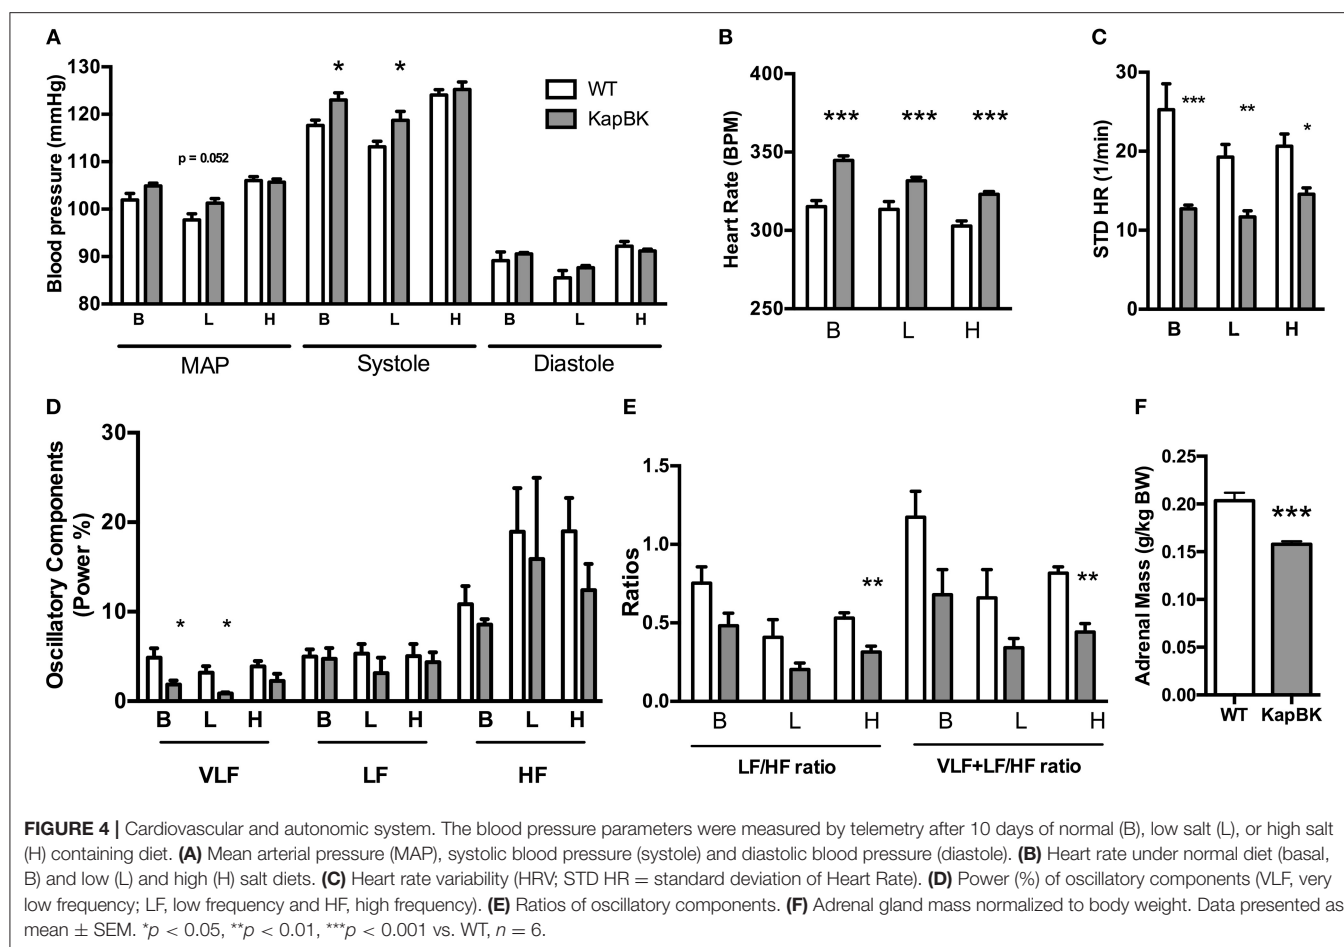 A
Blood pressure (mmHg)
130
120
110
100
90
80
p = 0.052
*
*
WT
KapBK
B L H B L H B L H
MAP Systole Diastole
B
Heart Rate (BPM)
400
350
300
250
*** *** ***
B L H
C
STD HR (1/min)
30
20
10
0
***
**
*
B L H
D
Oscillatory Components
(Power %)
30
20
10
0
* *
B L H B L H B L H
VLF LF HF
E
Ratios
1.5
1.0
0.5
0.0
**
**
B L H B L H
LF/HF ratio VLF+LF/HF ratio
F
Adrenal Mass (g/kg BW)
0.25
0.20
0.15
0.10
0.05
0.00
***
WT KapBK
FIGURE 4 | Cardiovascular and autonomic system. The blood pressure parameters were measured by telemetry after 10 days of normal (B), low salt (L), or high salt
(H) containing diet. (A) Mean arterial pressure (MAP), systolic blood pressure (systole) and diastolic blood pressure (diastole). (B) Heart rate under normal diet (basal,
B) and low (L) and high (H) salt diets. (C) Heart rate variability (HRV; STD HR = standard deviation of Heart Rate). (D) Power (%) of oscillatory components (VLF, very
low frequency; LF, low frequency and HF, high frequency). (E) Ratios of oscillatory components. (F) Adrenal gland mass normalized to body weight. Data presented as
mean ± SEM. *p < 0.05, **p < 0.01, ***p < 0.001 vs. WT, n = 6.